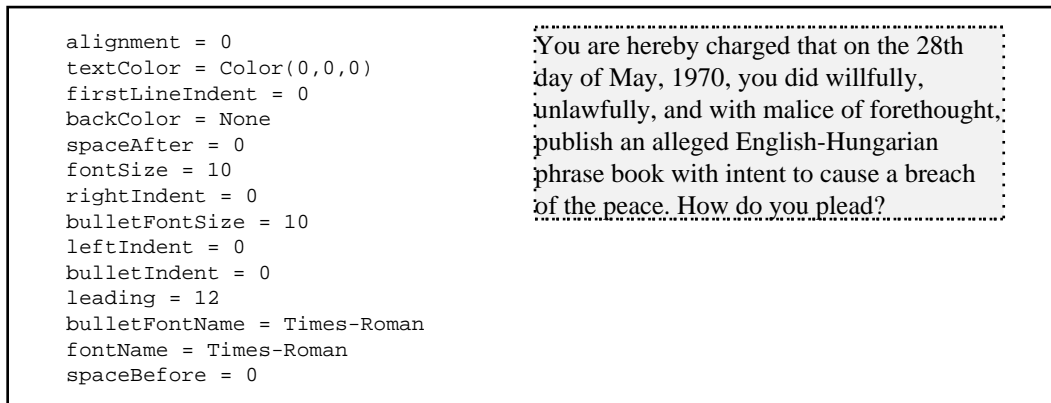 alignment = 0
textColor = Color(0,0,0)
firstLineIndent = 0
backColor = None
spaceAfter = 0
fontSize = 10
rightIndent = 0
bulletFontSize = 10
leftIndent = 0
bulletIndent = 0
leading = 12
bulletFontName = Times-Roman
fontName = Times-Roman
spaceBefore = 0
You are hereby charged that on the 28th
day of May, 1970, you did willfully,
unlawfully, and with malice of forethought,
publish an alleged English-Hungarian
phrase book with intent to cause a breach
of the peace. How do you plead?